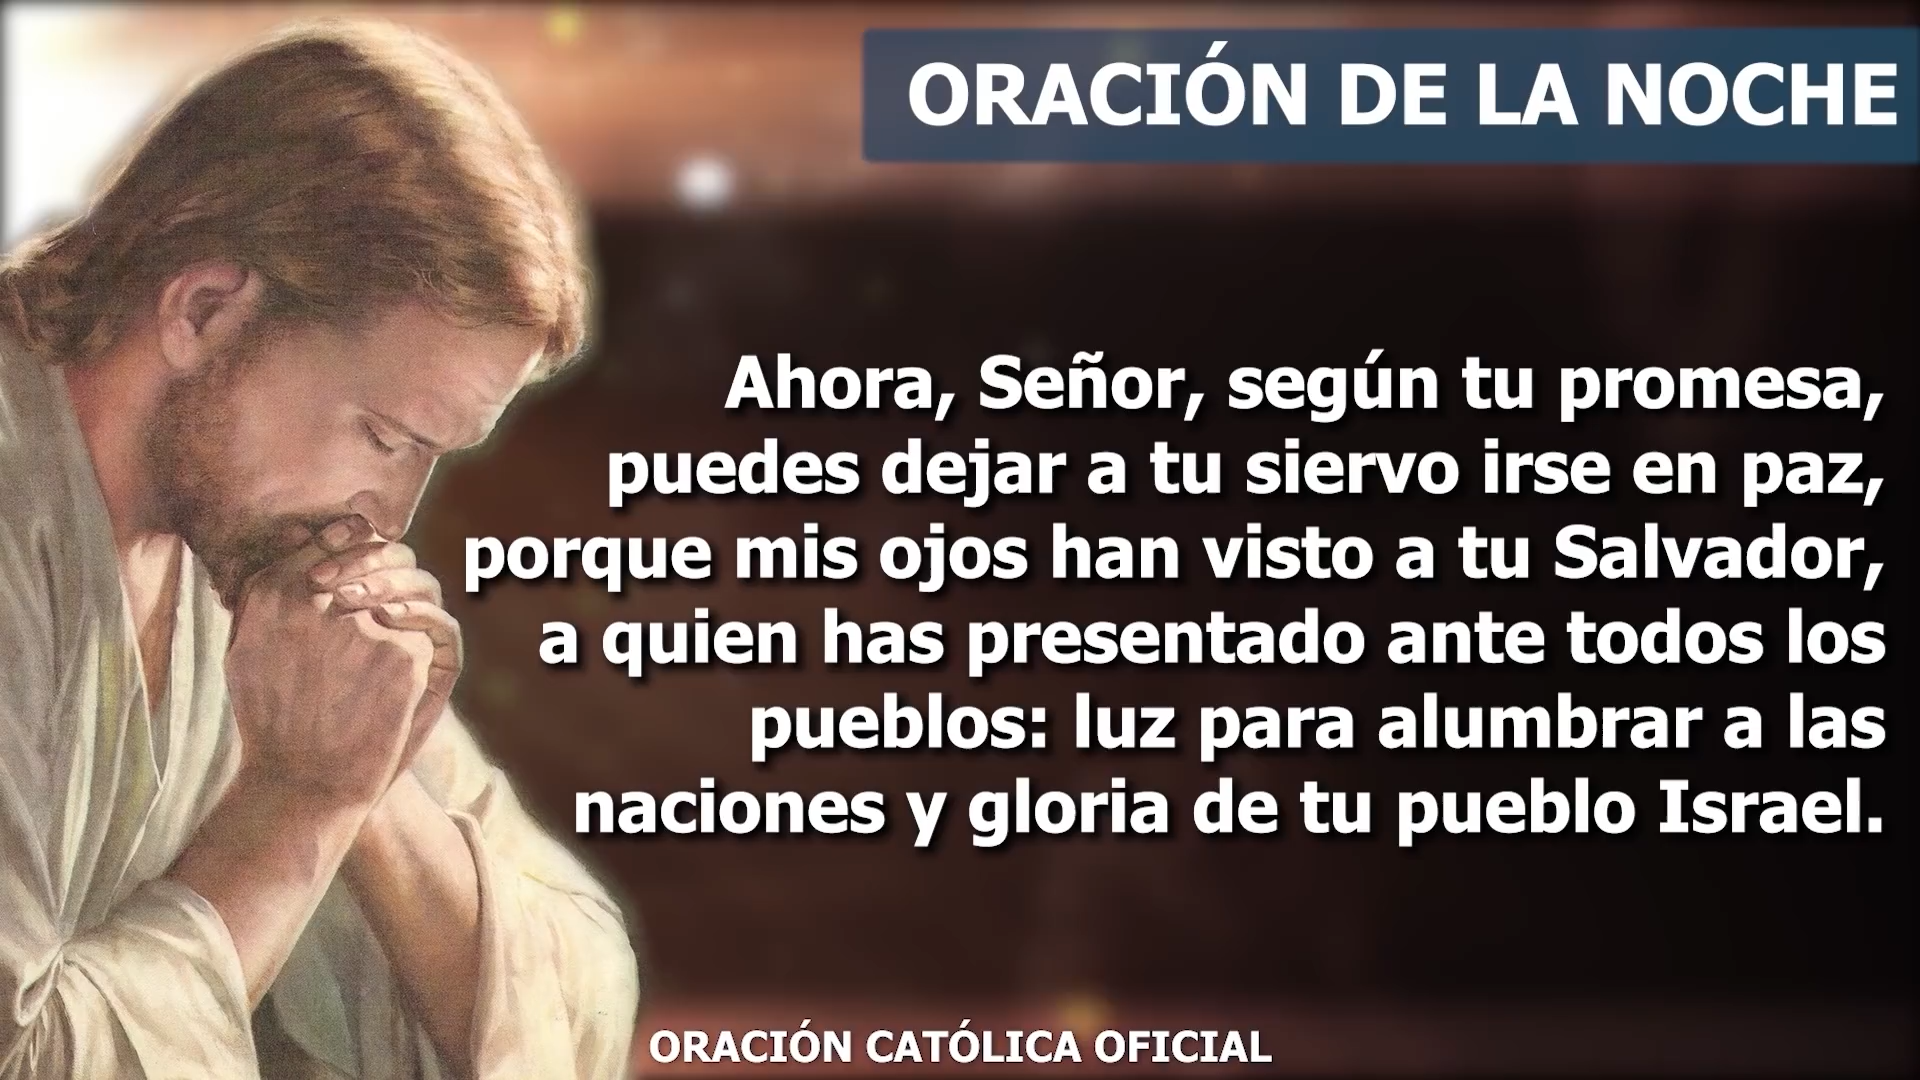 ORACIÓN DE LA NOCHE
Ahora, Señor, según tu promesa,
puedes dejar a tu siervo irse en paz,
porque mis ojos han visto a tu Salvador,
a quien has presentado ante todos los
pueblos: luz para alumbrar a las
naciones y gloria de tu pueblo Israel.
ORACIÓN CATÓLICA OFICIAL